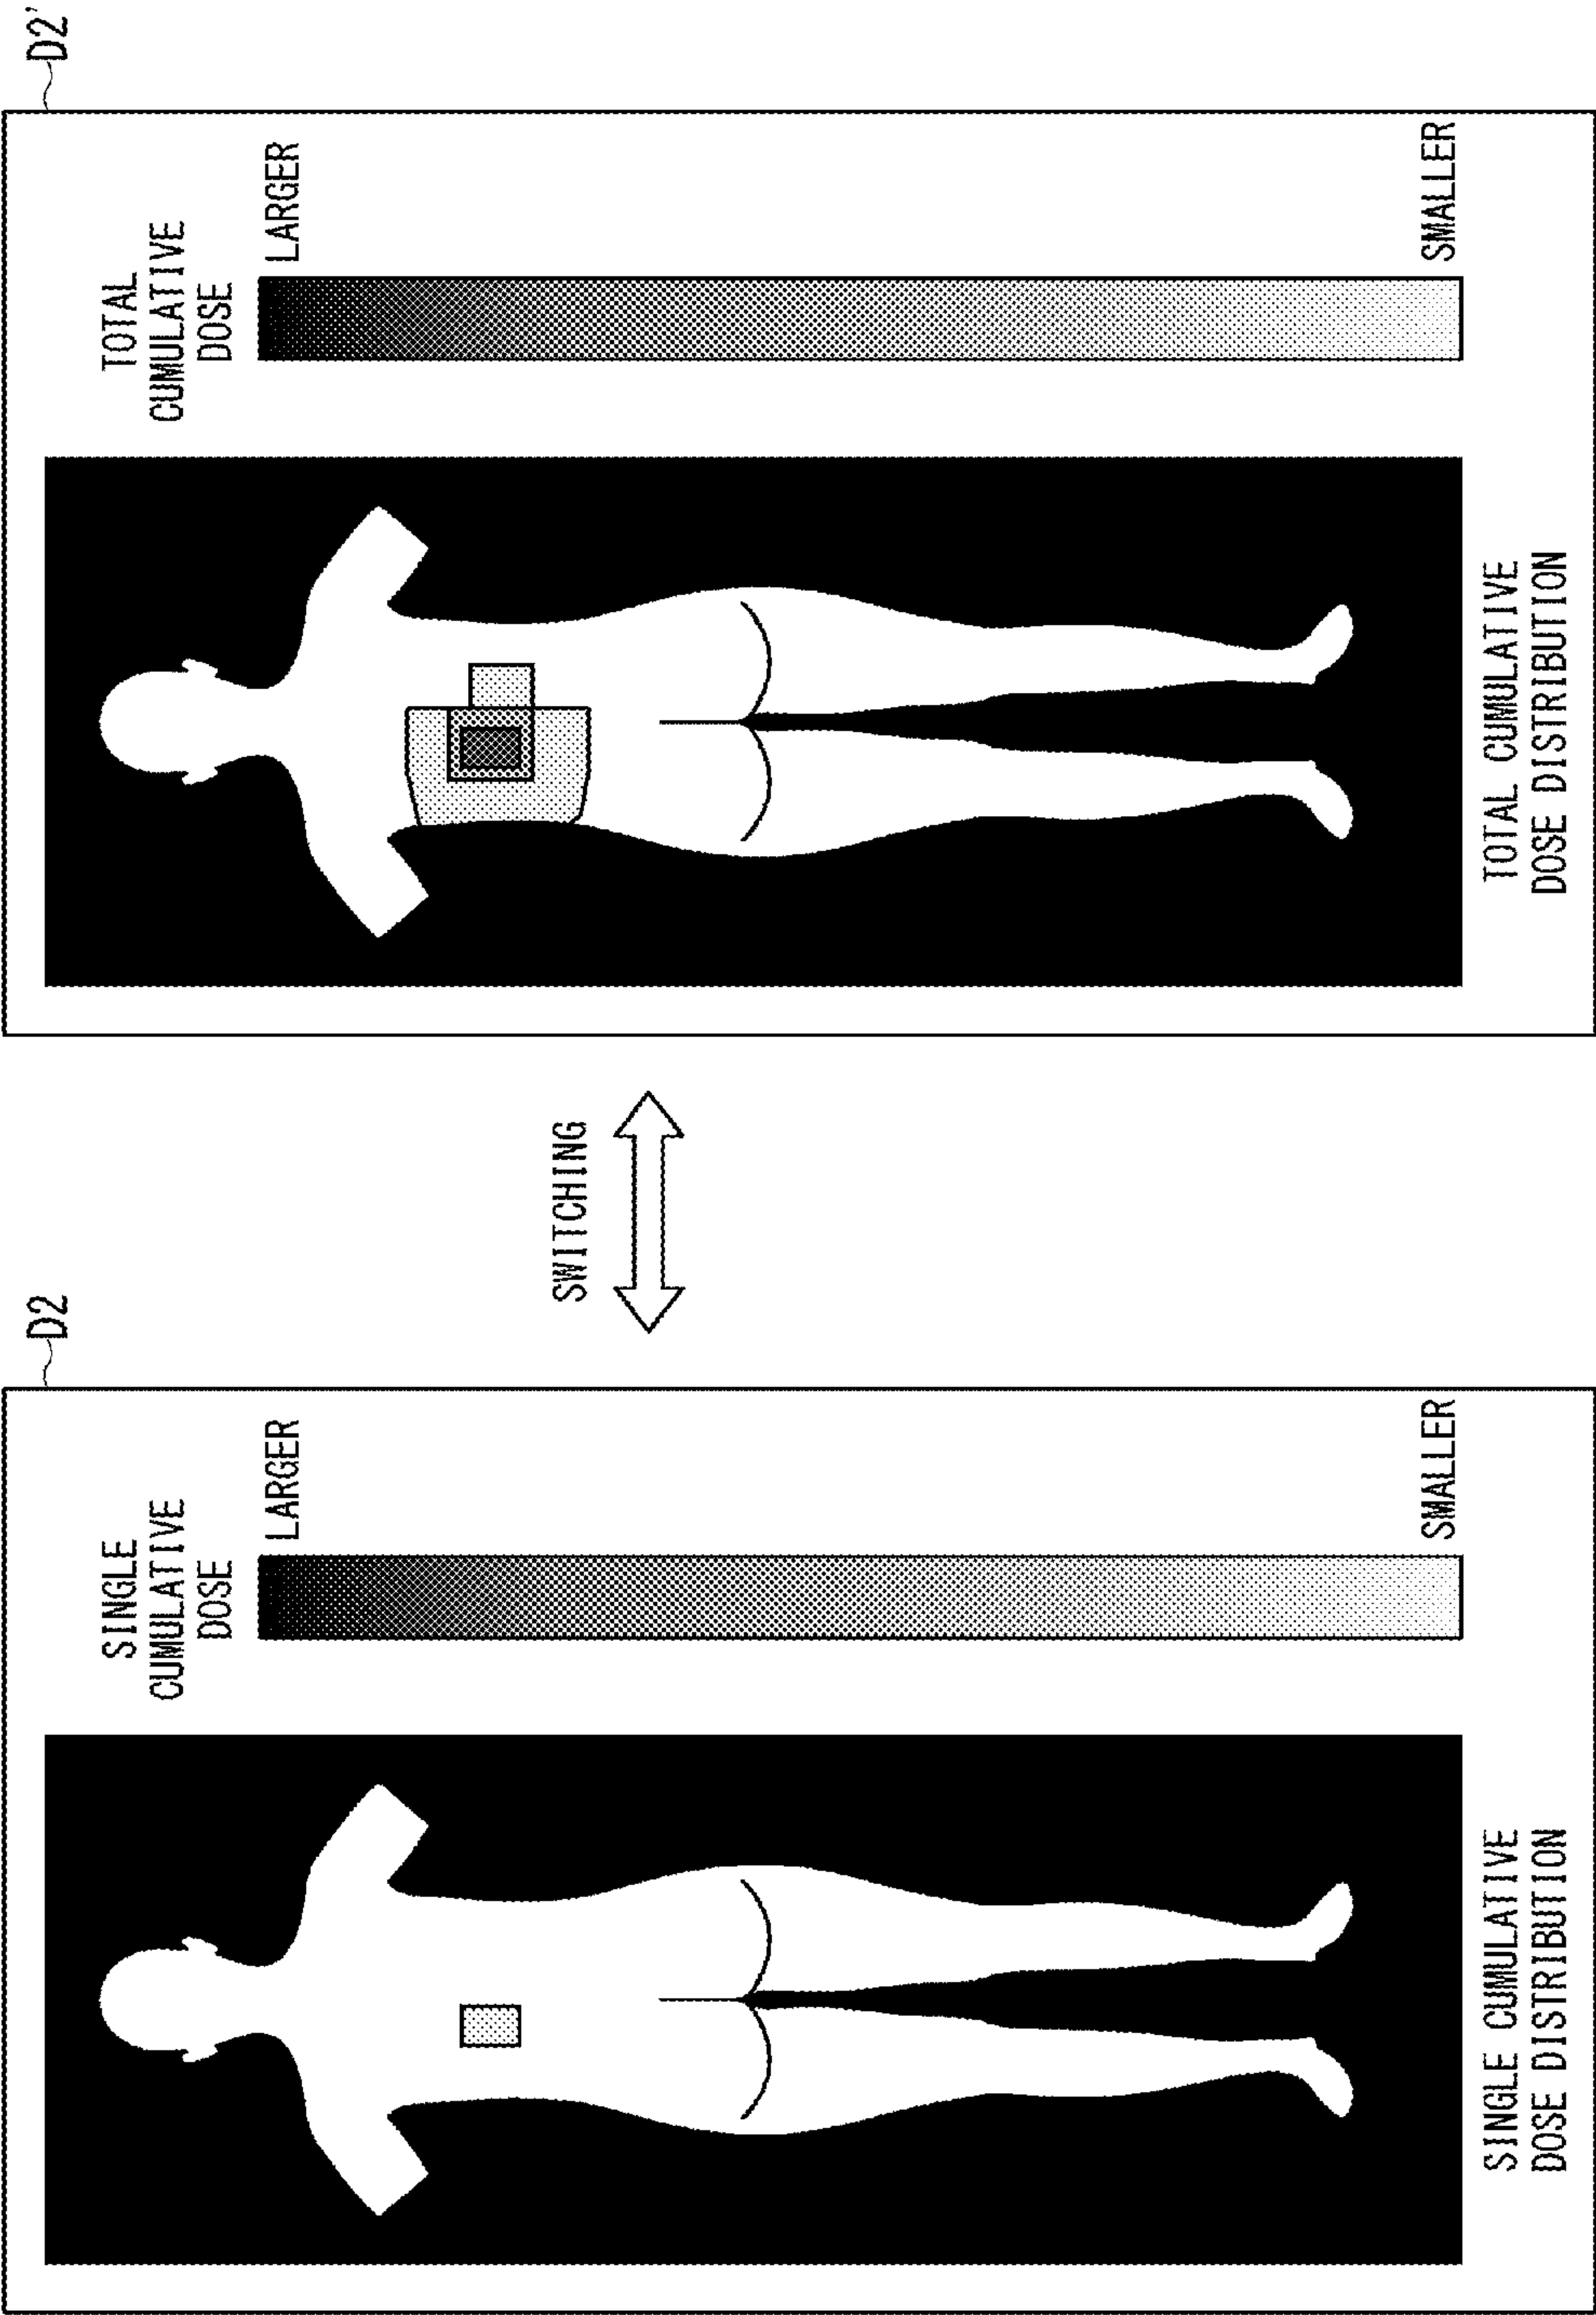 D2
SINGLE
CUMULATIVE
DOSE
LARGER
SMALLER
SINGLE CUMULATIVE
DOSE DISTRIBUTION
SWITCHING
D2'
TOTAL
CUMULATIVE
DOSE
LARGER
SMALLER
TOTAL CUMULATIVE
DOSE DISTRIBUTION